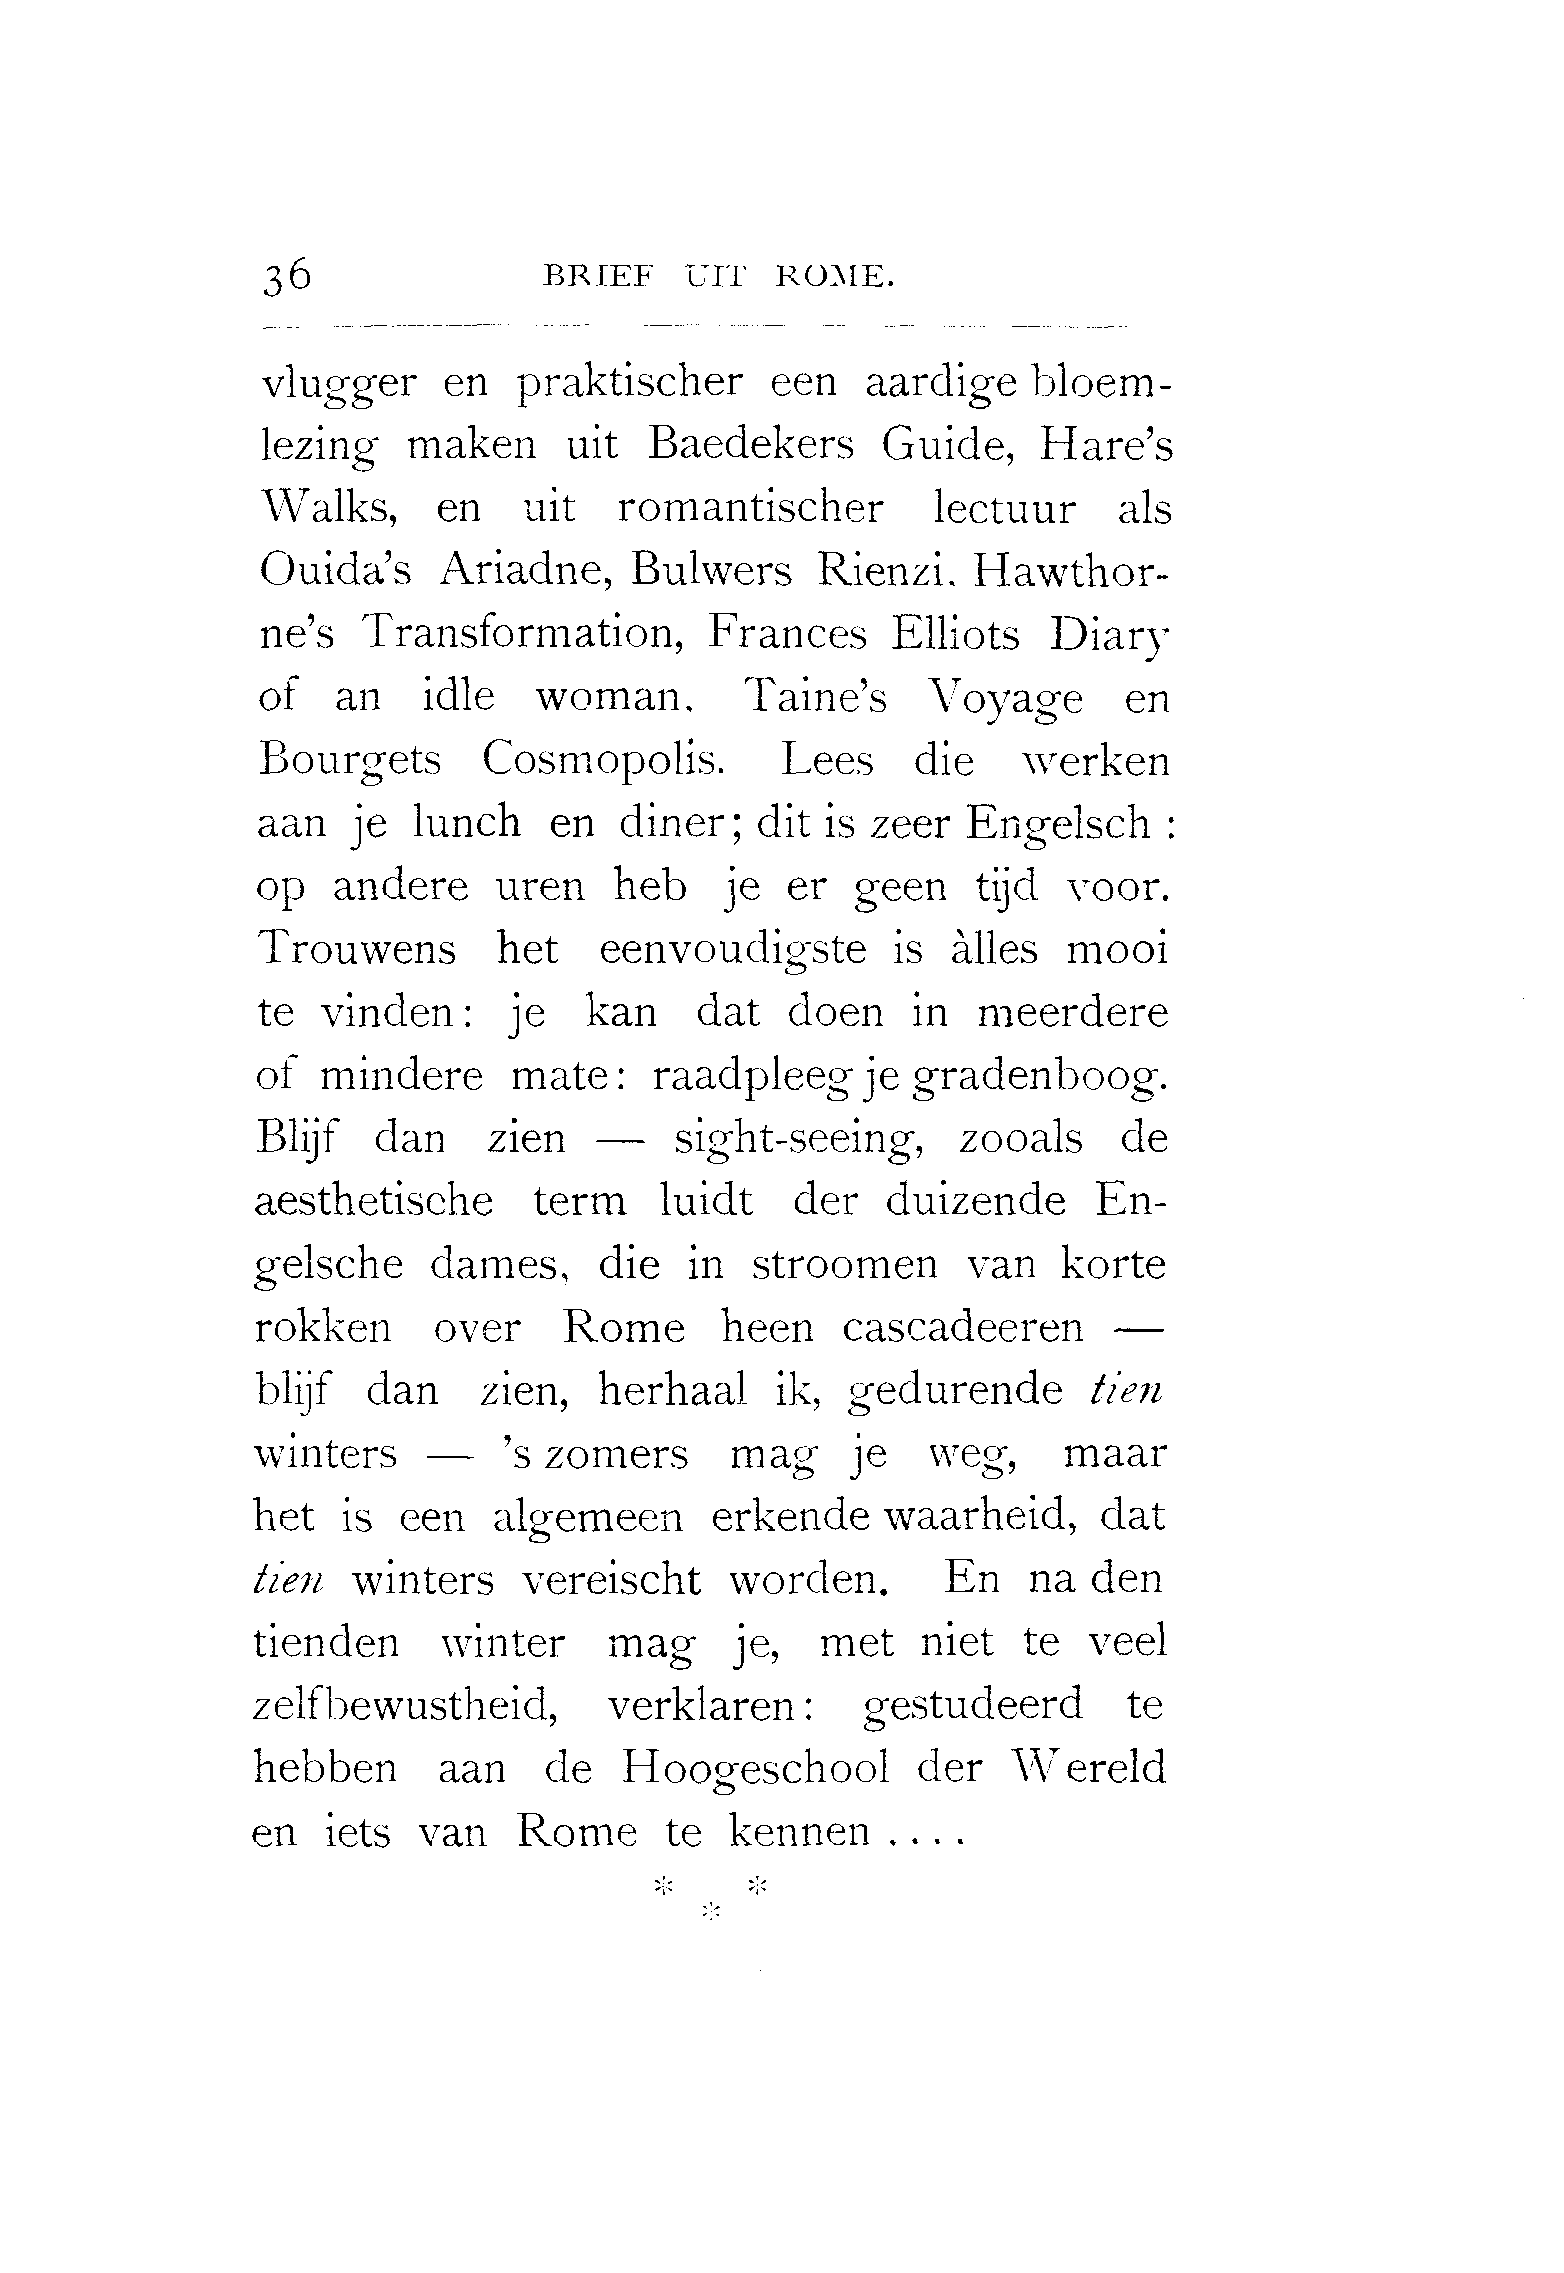 36 BRIEF UIT ROME.
vlugger en praktischer een aardige bloem-
lezing maken uit Baedekers Guide, Hare's
Walks, en uit romantischer lectuur als
Ouida's Ariadne, Bulwers Rienzi. Hawthor-
ne's Transformation, Frances Elliots Diary
of an idle woman. Taine's Voyage en
Bourgets Cosmopolis. Lees die werken
aan je lunch en diner; dit is zeer Engelsch :
op andere uren heb je er geen tijd voor.
Trouwens het eenvoudigste is àlles mooi
te vinden: je kan dat doen in meerdere
of mindere mate: raadpleeg je gradenboog.
Blijf dan zien — sight-seeing, zooals de
aesthetische term luidt der duizende En-
gelsche dames, die in stroomen van korte
rokken over Rome heen cascadeeren —
blijf dan zien, herhaal ik, gedurende tien
winters — 's zomers mag je weg, maar
het is een algemeen erkende waarheid, dat
tien winters vereischt worden. En na den
tienden winter mag je, met niet te veel
zelfbewustheid, verklaren: gestudeerd te
hebben aan de Hoogeschool der Wereld
en iets van Rome te kennen ....
* *
*